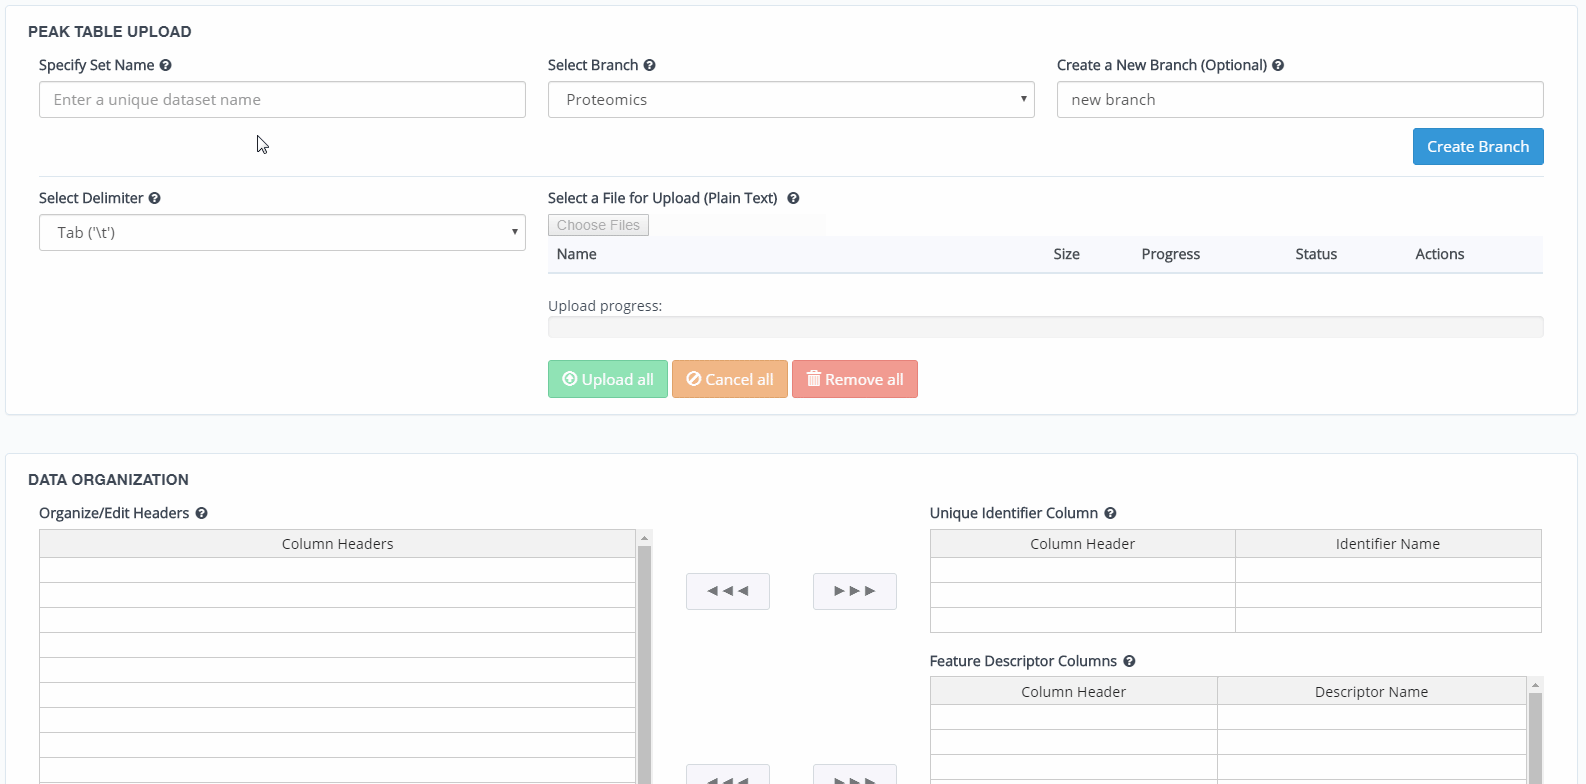 PEAK TABLE UPLOAD
Specify Set Name
Select Branch
Create a New Branch (Optional)
Enter a unique dataset name
Proteomics
new branch
Create Branch
Select Delimiter
Select a File for Upload (Plain Text)
Tab ('\t')
Choose Files
Name Size Progress Status Actions
Upload progress:
Upload all
Cancel all
Remove all
DATA ORGANIZATION
Organize/Edit Headers
Unique Identifier Column
Column Headers
Column Header Identifier Name
Feature Descriptor Columns
Column Header Descriptor Name